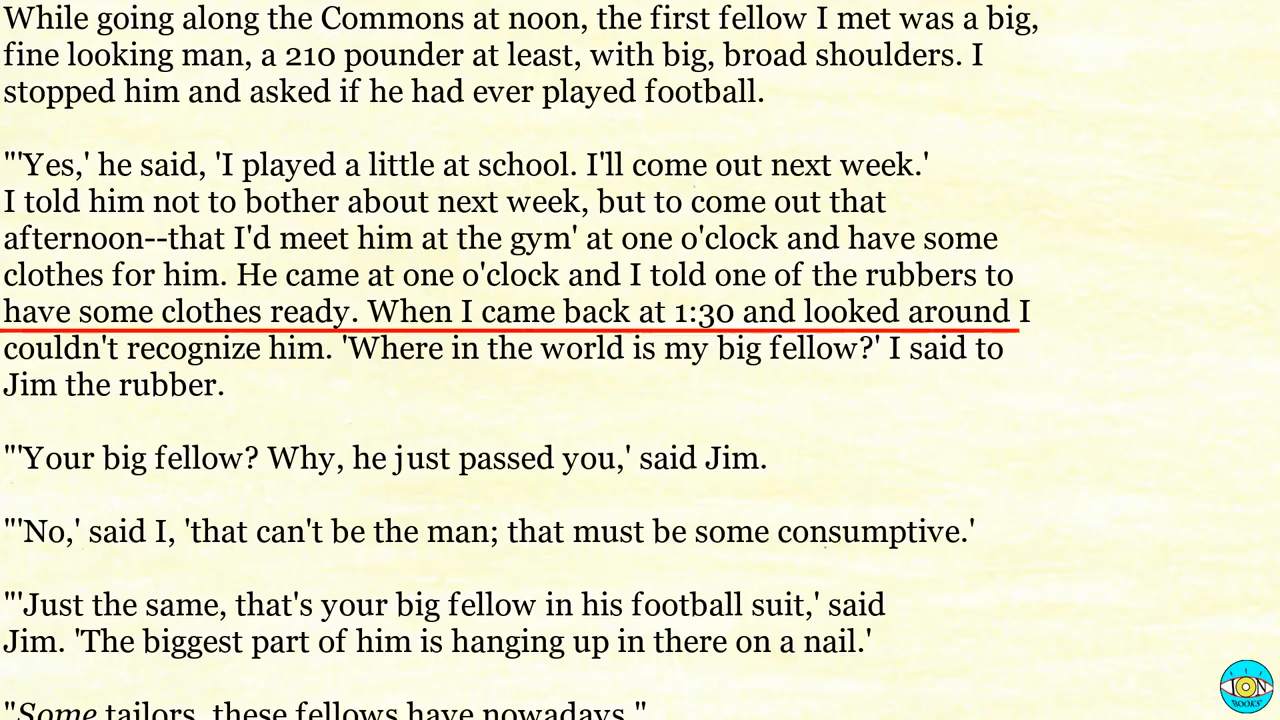 While going along the Commons at noon, the first fellow I met was a big,
fine looking man, a 210 pounder at least, with big, broad shoulders. I
stopped him and asked if he had ever played football.
"'Yes,' he said, 'I played a little at school. I'll come out next week.'
I told him not to bother about next week, but to come out that
afternoon--that I'd meet him at the gym' at one o'clock and have some
clothes for him. He came at one o'clock and I told one of the rubbers to
have some clothes ready. When I came back at 1:30 and looked around I
couldn't recognize him. 'Where in the world is my big fellow?' I said to
Jim the rubber.
"'Your big fellow? Why, he just passed you,' said Jim.
"'No,' said I, 'that can't be the man; that must be some consumptive.'
"'Just the same, that's your big fellow in his football suit,' said
Jim. 'The biggest part of him is hanging up in there on a nail.'
"Some tailors, these fellows have nowadays."
ION
BOOKS